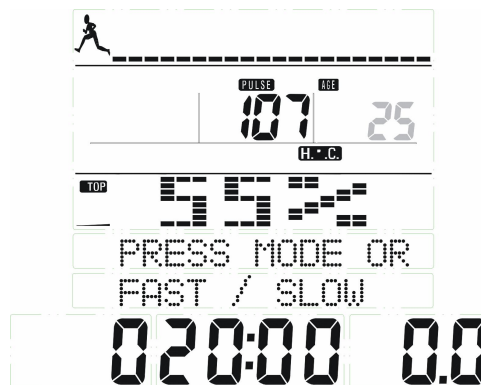 PULSE AGE
107 25
H.*.C.
TOP
55%
PRESS MODE OR
FAST / SLOW
020:00 0.0